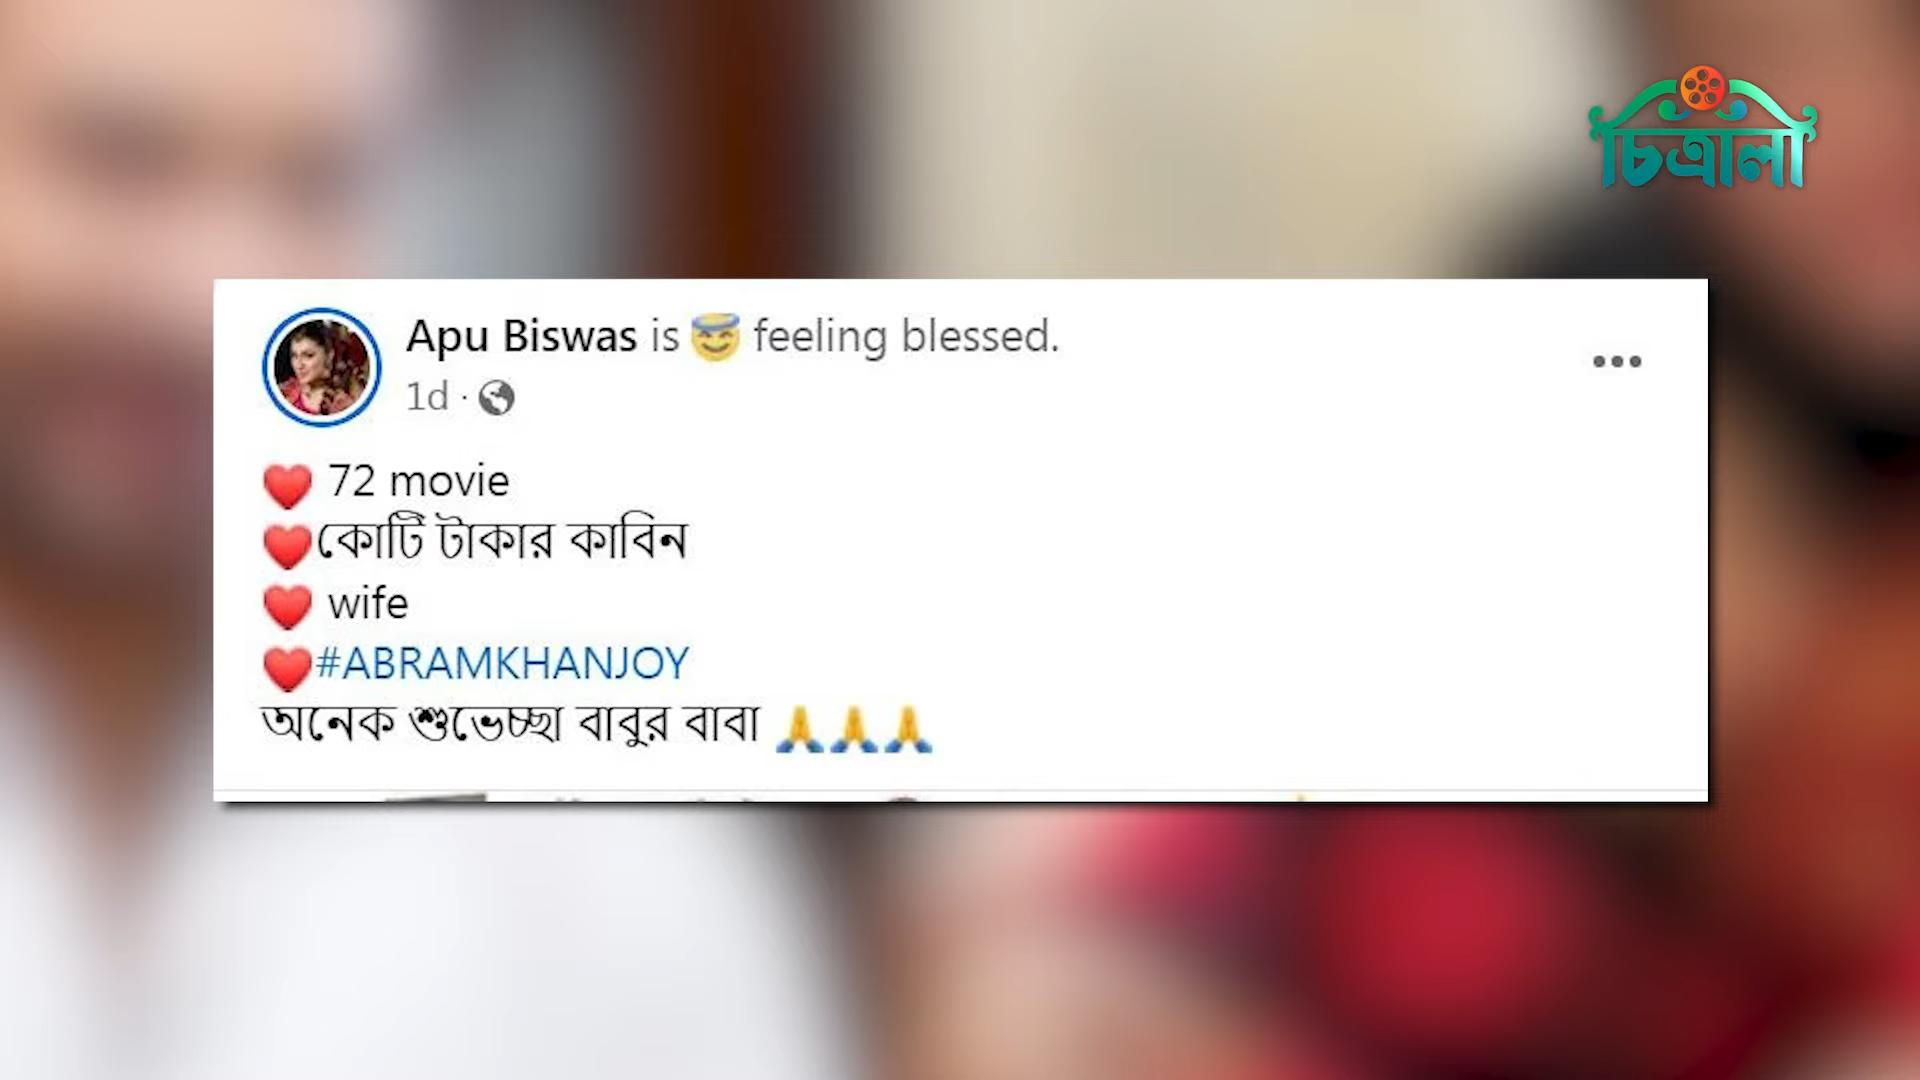 চিত্রালী
Apu Biswas is 😇 feeling blessed.
1d ·
❤️ 72 movie
❤️কোটি টাকার কাবিন
❤️ wife
❤️#ABRAMKHANJOY
অনেক শুভেচ্ছা বাবুর বাবা 🙏🙏🙏